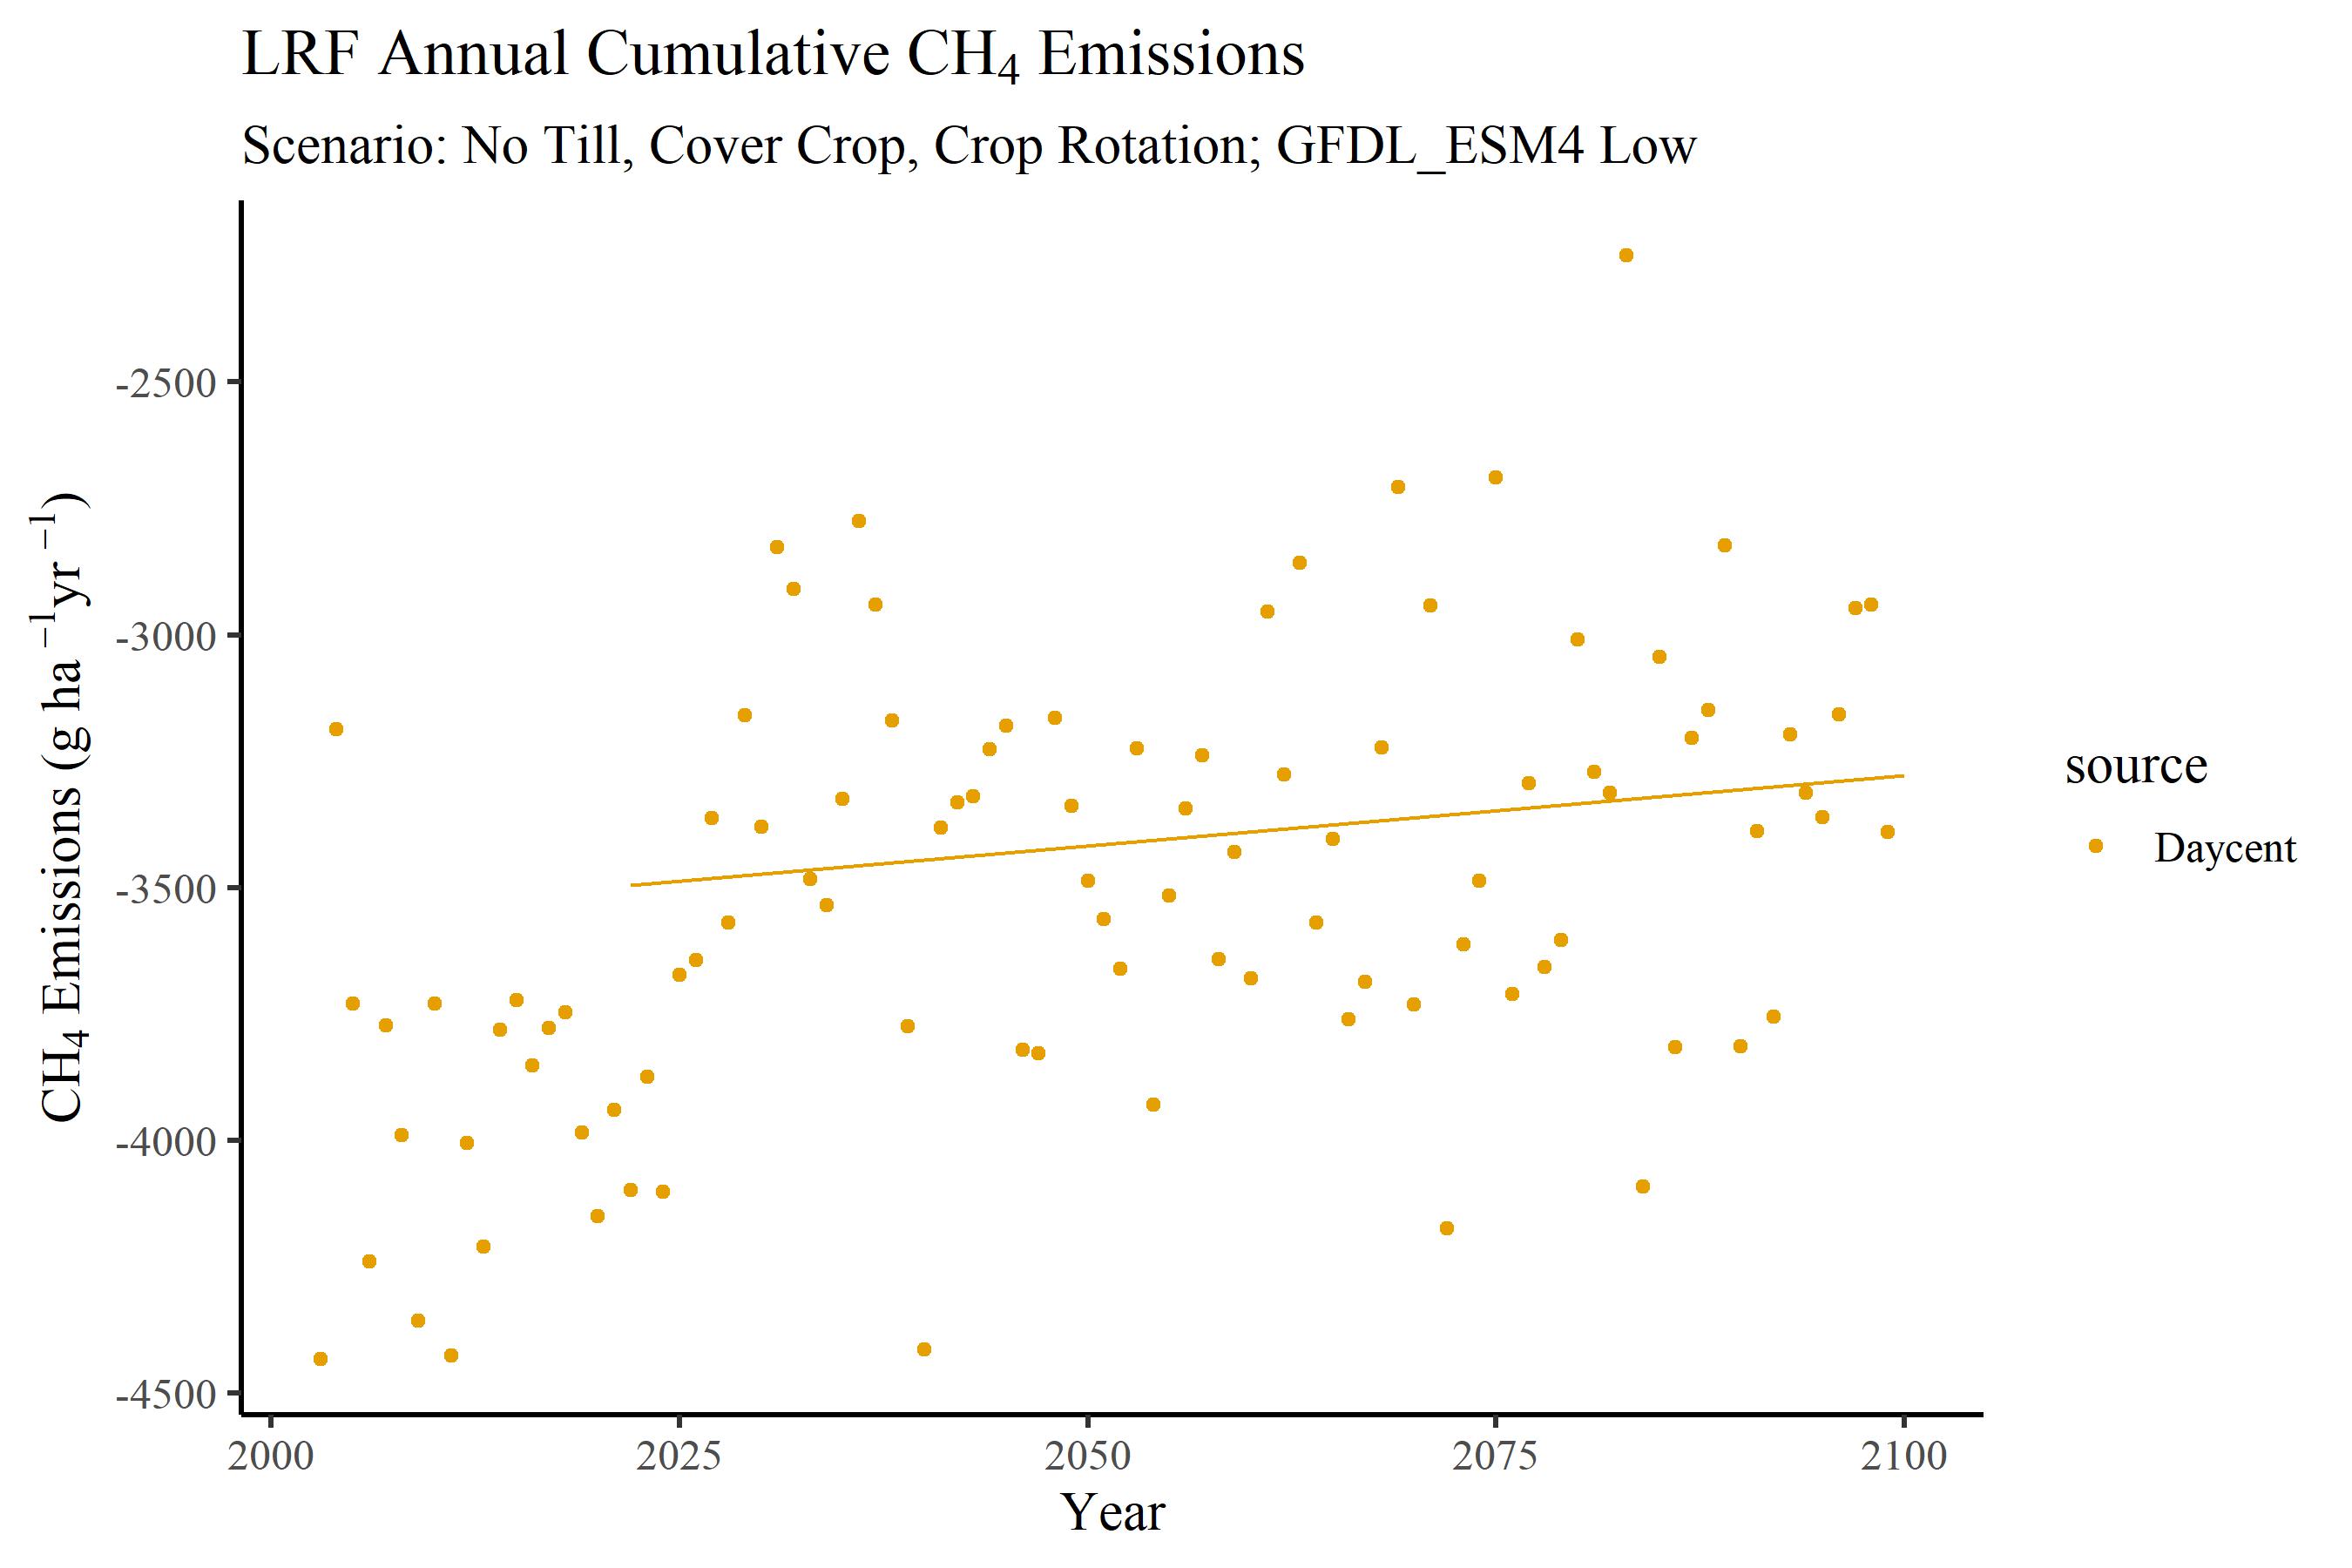 LRF Annual Cumulative CH₄ Emissions
Scenario: No Till, Cover Crop, Crop Rotation; GFDL_ESM4 Low
CH₄ Emissions (g ha ⁻¹yr ⁻¹)
-2500
-3000
-3500
-4000
-4500
2000 2025 2050 2075 2100
Year
source
Daycent